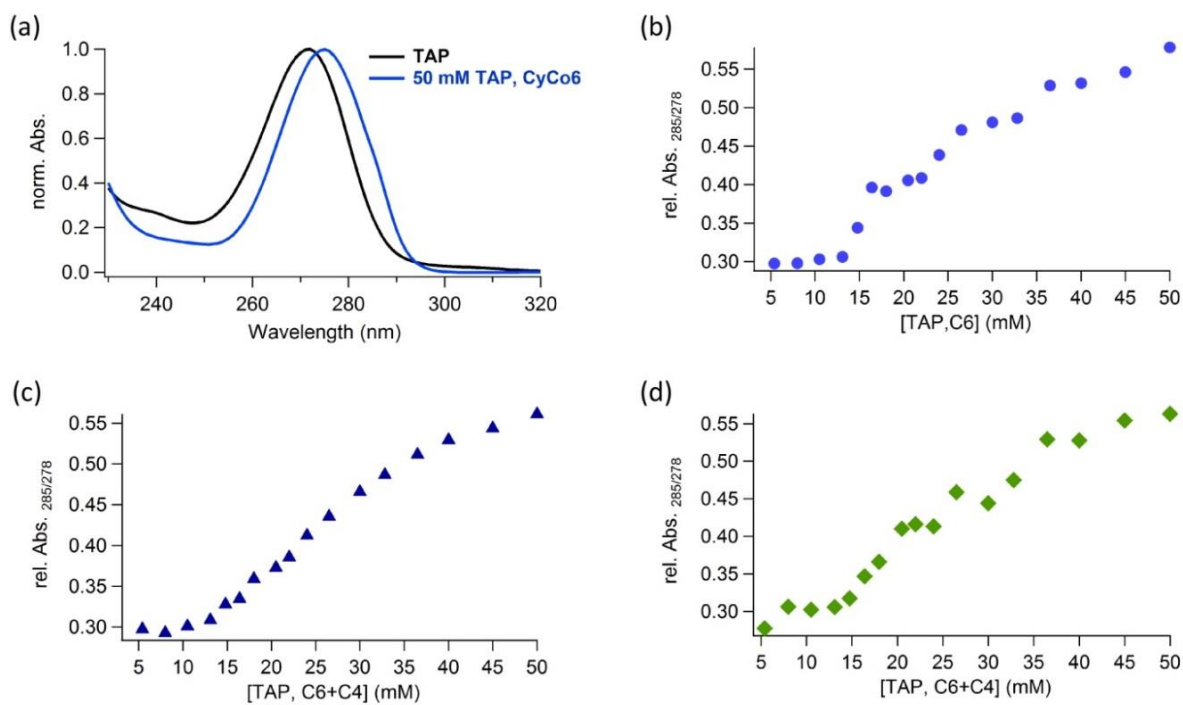 (a)
norm. Abs.
1.0
0.8
0.6
0.4
0.2
0.0
TAP
50 mM TAP, CyCo6
240 260 280 300 320
Wavelength (nm)
(b)
rel. Abs. 285/278
0.55
0.50
0.45
0.40
0.35
0.30
5 10 15 20 25 30 35 40 45 50
[TAP,C6] (mM)
(c)
rel. Abs. 285/278
0.55
0.50
0.45
0.40
0.35
0.30
5 10 15 20 25 30 35 40 45 50
[TAP, C6+C4] (mM)
(d)
rel. Abs. 285/278
0.55
0.50
0.45
0.40
0.35
0.30
5 10 15 20 25 30 35 40 45 50
[TAP, C6+C4] (mM)